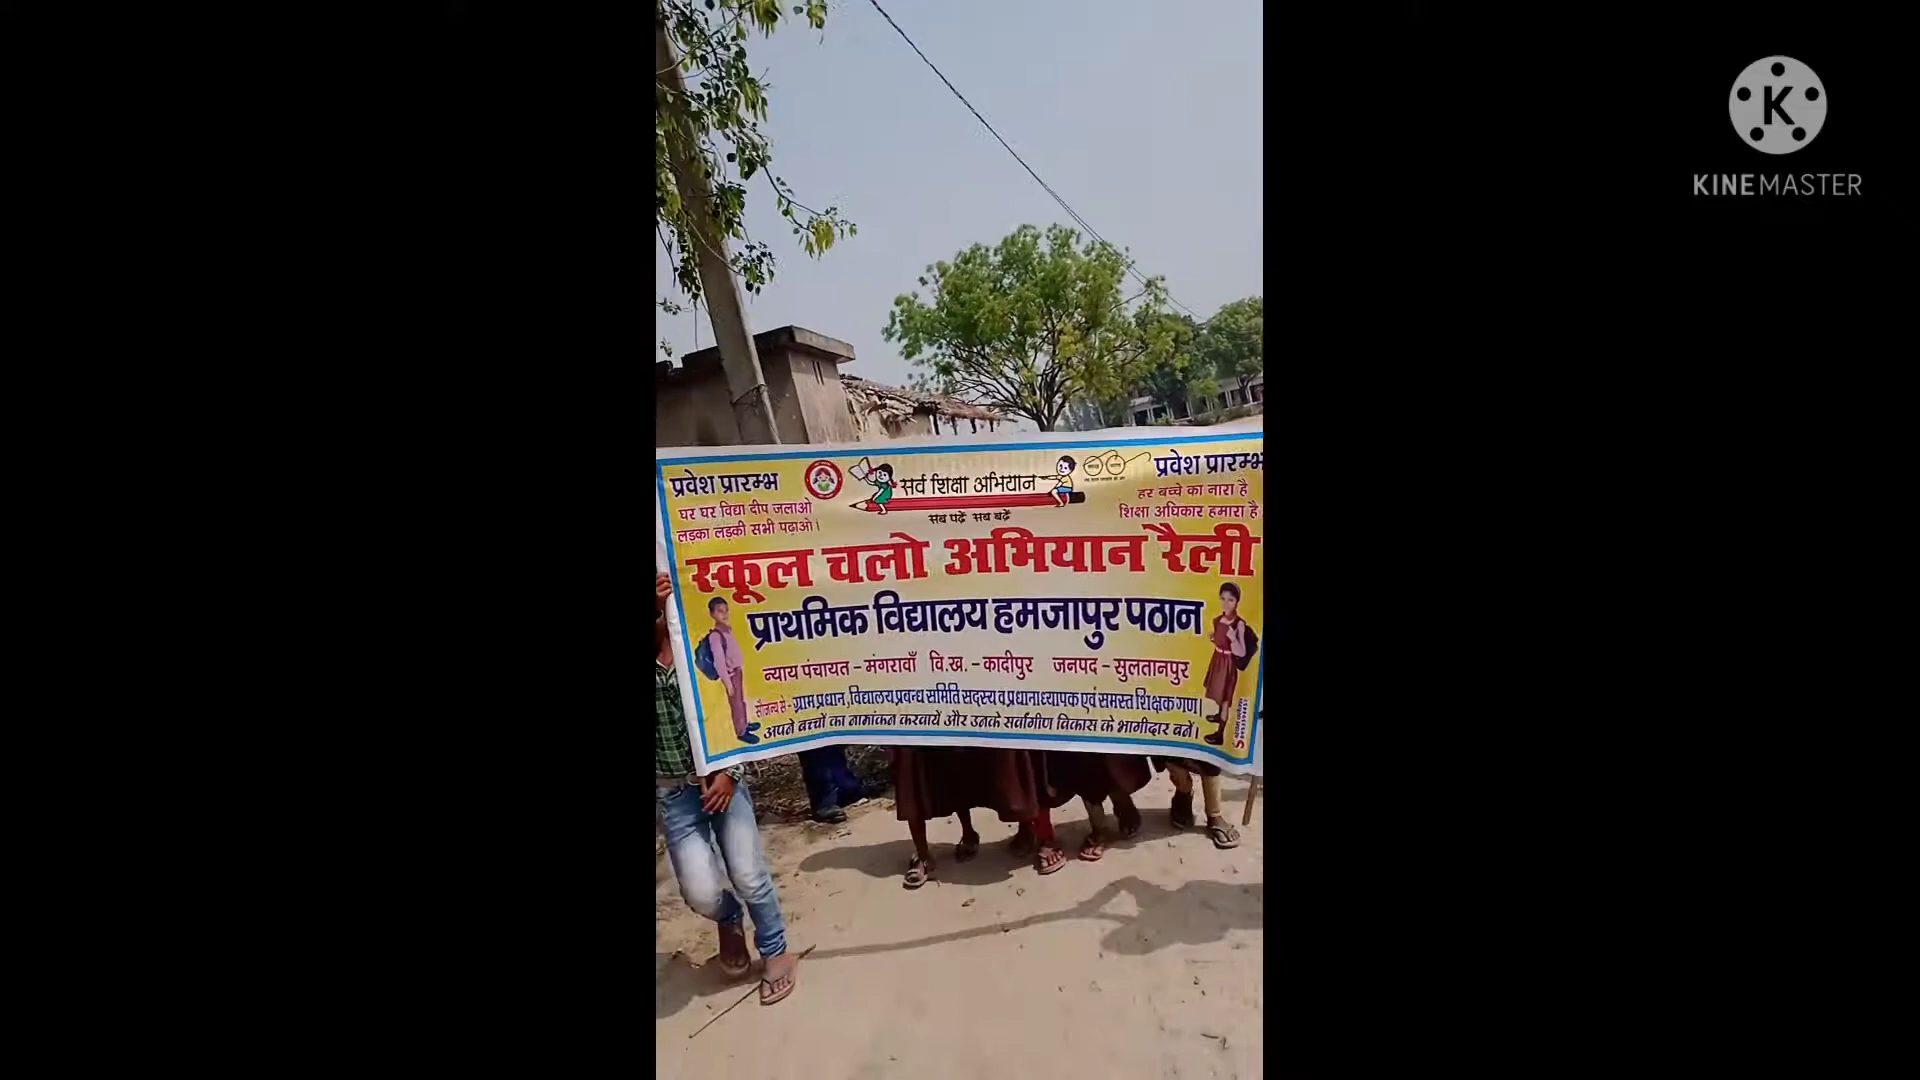 प्रवेश प्रारम्भ
घर घर विद्या दीप जलाओ
लड़का लड़की सभी पढ़ाओ।
सर्व शिक्षा अभियान
सब पढ़ें सब बढ़ें
प्रवेश प्रारम्भ
हर बच्चे का नारा है
शिक्षा अधिकार हमारा है
स्कूल चलो अभियान रैली
प्राथमिक विद्यालय हमजापुर पठान
न्याय पंचायत - मंगरावाँ वि.ख. - कादीपुर जनपद - सुलतानपुर
सौजन्य से - ग्राम प्रधान, विद्यालय प्रबन्ध समिति सदस्य व प्रधानाध्यापक एवं समस्त शिक्षक गण।
अपने बच्चों का नामांकन करवायें और उनके सर्वांगीण विकास के भागीदार बनें।
K
KINEMASTER